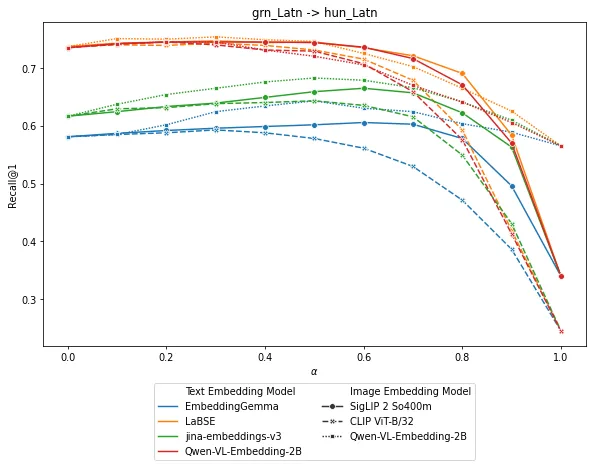 grn_Latn -> hun_Latn
Recall@1
0.7
0.6
0.5
0.4
0.3
0.0
0.2
0.4
0.6
0.8
1.0
α
Text Embedding Model
EmbeddingGemma
LaBSE
jina-embeddings-v3
Qwen-VL-Embedding-2B
Image Embedding Model
SigLIP 2 So400m
CLIP ViT-B/32
Qwen-VL-Embedding-2B